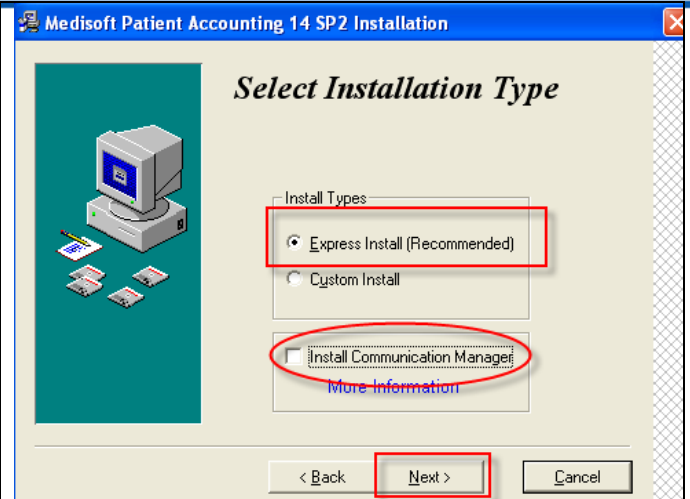 Medisoft Patient Accounting 14 SP2 Installation
Select Installation Type
Install Types
Express Install (Recommended)
Custom Install
Install Communication Manager
More Information
< Back Next > Cancel